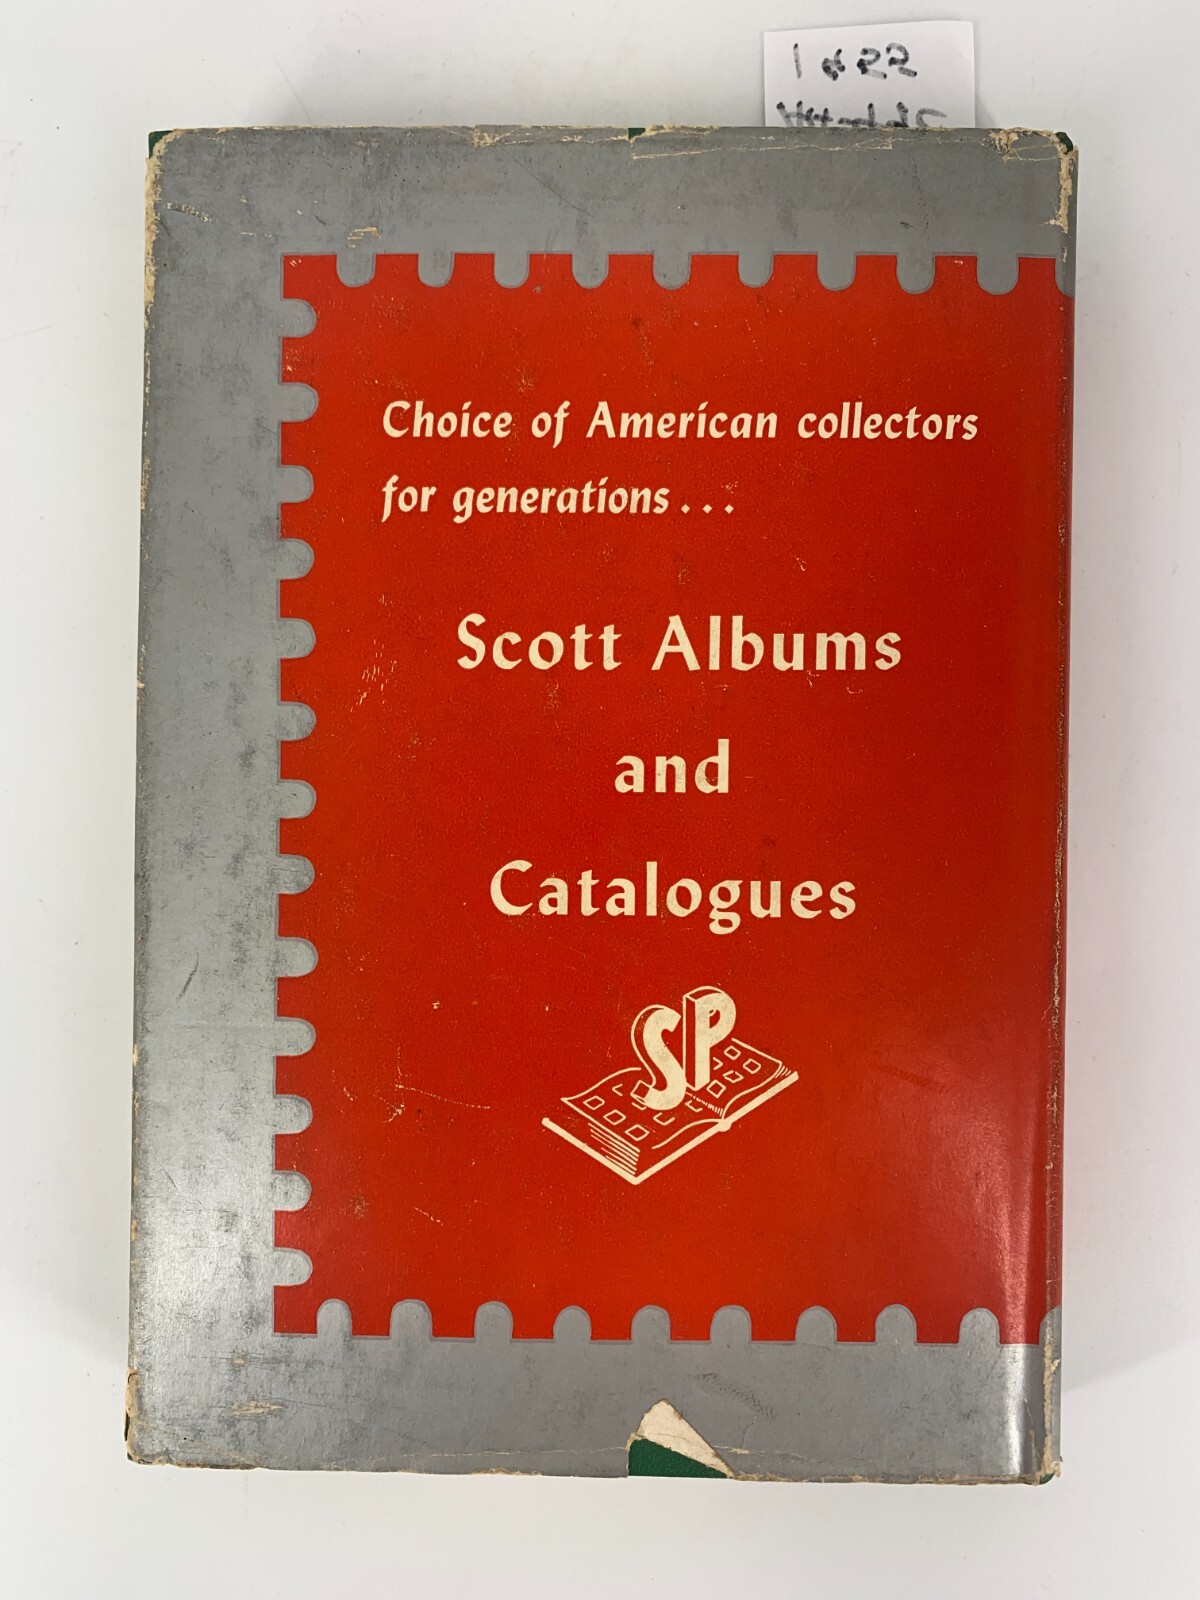 1 of 22
Choice of American collectors
for generations...
Scott Albums
and
Catalogues
SP